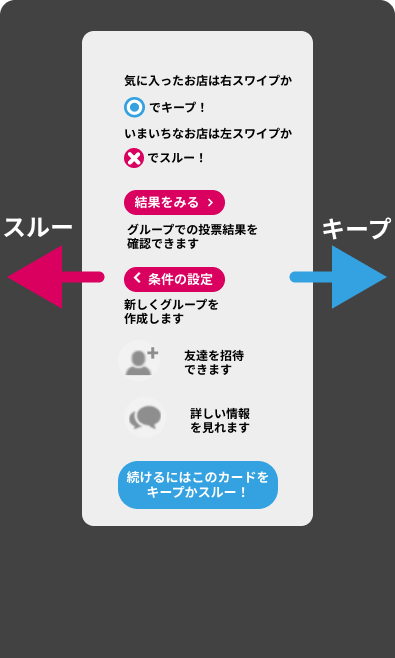 気に入ったお店は右スワイプか
でキープ！
いまいちなお店は左スワイプか
でスルー！
結果をみる
スルー
キープ
グループでの投票結果を
確認できます
条件の設定
新しくグループを
作成します
友達を招待
できます
詳しい情報
を見れます
続けるにはこのカードを
キープかスルー！